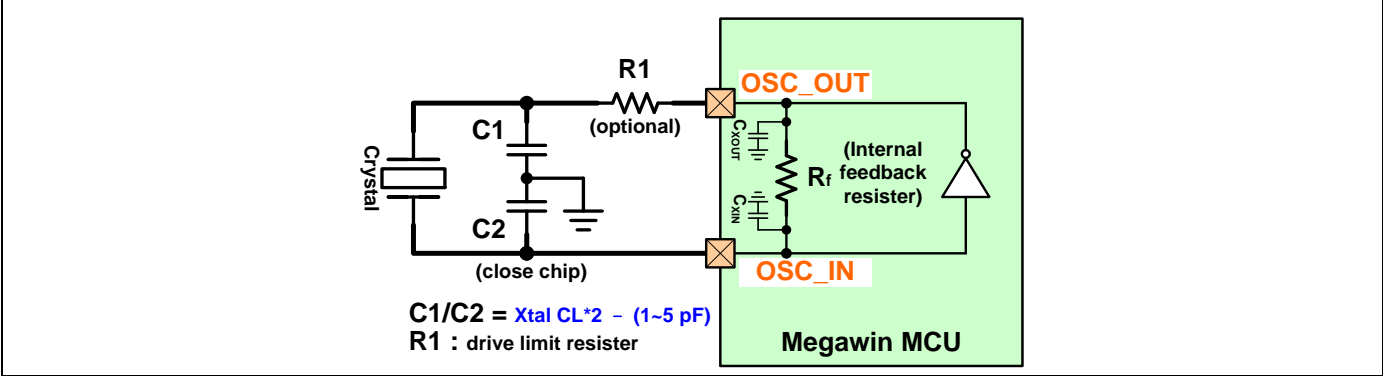 R1
OSC_OUT
(optional)
C1
CXOUT
Crystal
Rf
(Internal
feedback
resister)
CXIN
C2
(close chip)
OSC_IN
C1/C2 = Xtal CL*2 － (1~5 pF)
R1 : drive limit resister
Megawin MCU